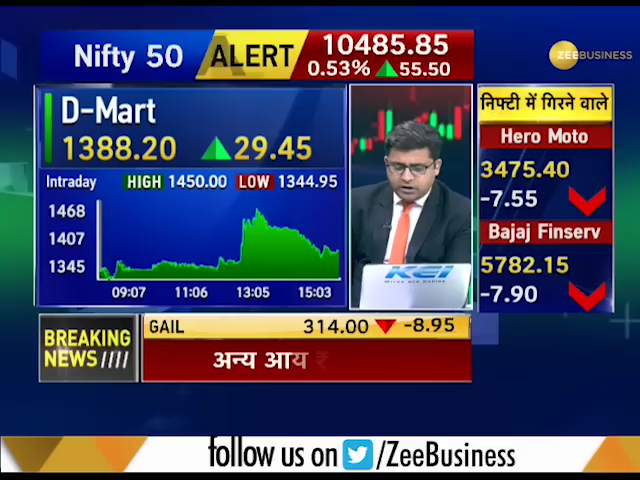 Nifty 50
ALERT
10485.85
0.53% ▲ 55.50
ZEEBUSINESS
D-Mart
1388.20 ▲ 29.45
Intraday HIGH 1450.00 LOW 1344.95
1468
1407
1345
09:07 11:06 13:05 15:03
KEI
Wires and Cables
निफ्टी में गिरने वाले
Hero Moto
3475.40
-7.55
Bajaj Finserv
5782.15
-7.90
BREAKING
NEWS ////
GAIL 314.00 ▼ -8.95
अन्य आय ₹
follow us on /ZeeBusiness